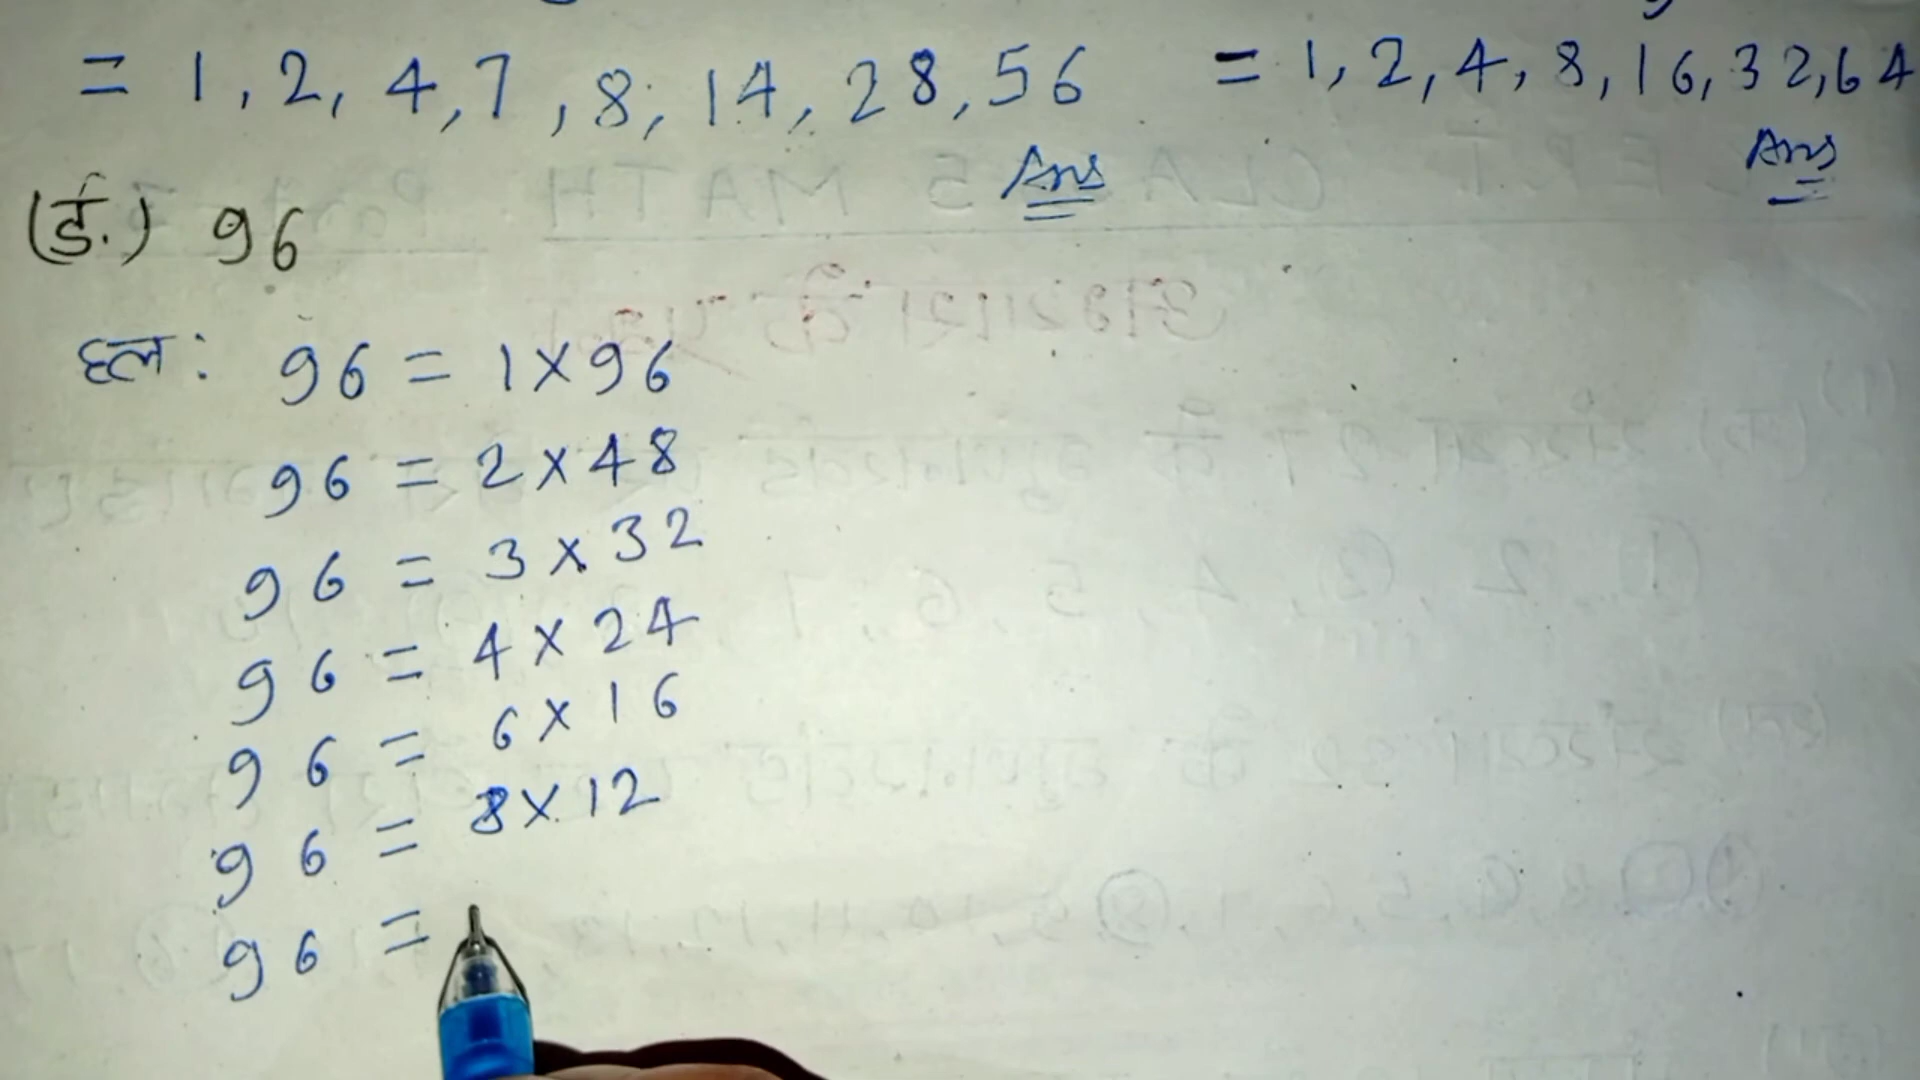 = 1, 2, 4, 7, 8, 14, 28, 56
Ans
= 1, 2, 4, 8, 16, 32, 64
Ans
(ई.) 96
हल: 96 = 1 × 96
96 = 2 × 48
96 = 3 × 32
96 = 4 × 24
96 = 6 × 16
96 = 8 × 12
96 =